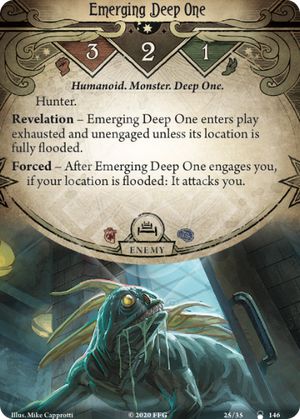 Emerging Deep One
3 2 1
Humanoid. Monster. Deep One.
Hunter.
Revelation – Emerging Deep One enters play
exhausted and unengaged unless its location is
fully flooded.
Forced – After Emerging Deep One engages you,
if your location is flooded: It attacks you.
ENEMY
Illus. Mike Capprotti
© 2020 FFG
25/35
146